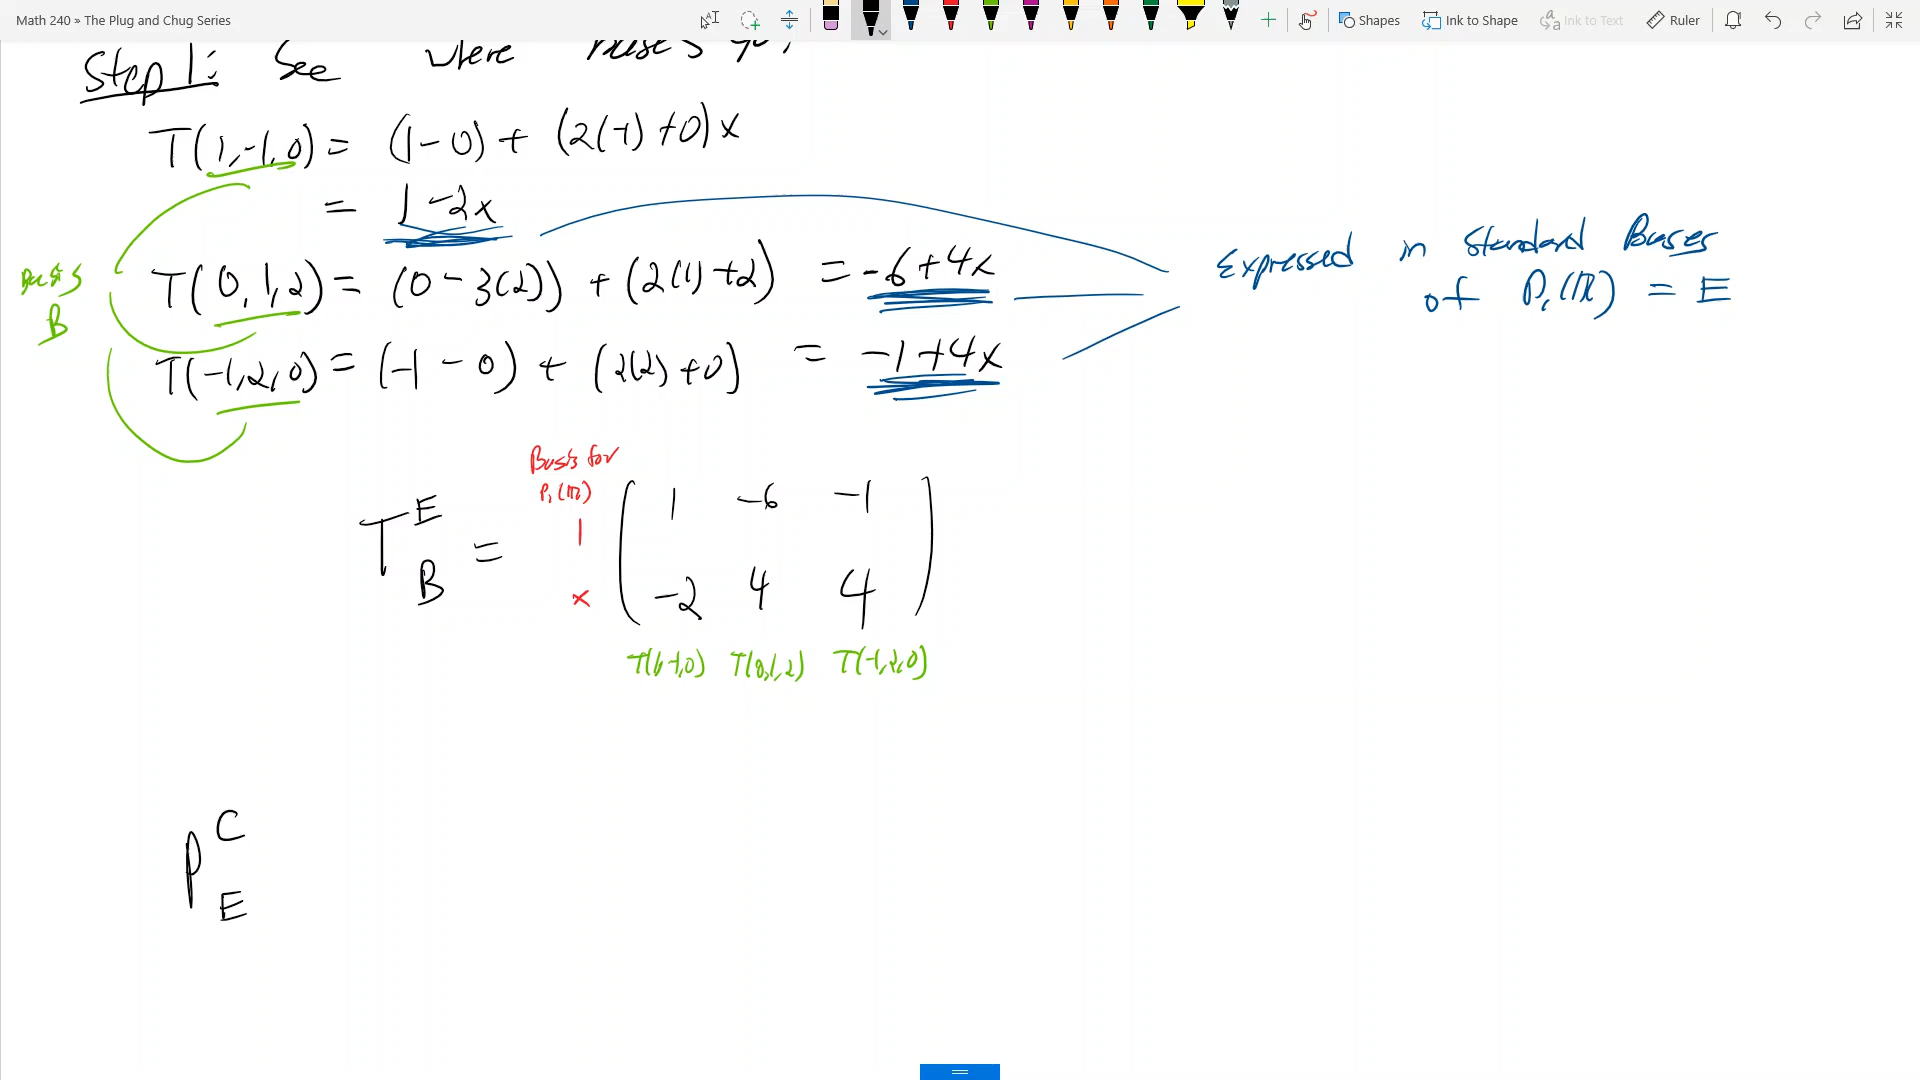 Math 240 » The Plug and Chug Series
Shapes
Ink to Shape
Ink to Text
Ruler
Step 1: See where
T(1,-1,0) = (1-0) + (2(-1)+0)x
= 1-2x
T(0,1,2) = (0-3(2)) + (2(1)+2) = -6+4x
T(-1,2,0) = (-1-0) + (2(2)+0) = -1+4x
Basis
B
Expressed in Standard Bases
of P₁(ℝ) = E
Basis for
P₁(ℝ)
T E B =
1 1 -6 -1
x -2 4 4
T(1,-1,0) T(0,1,2) T(-1,2,0)
P C E